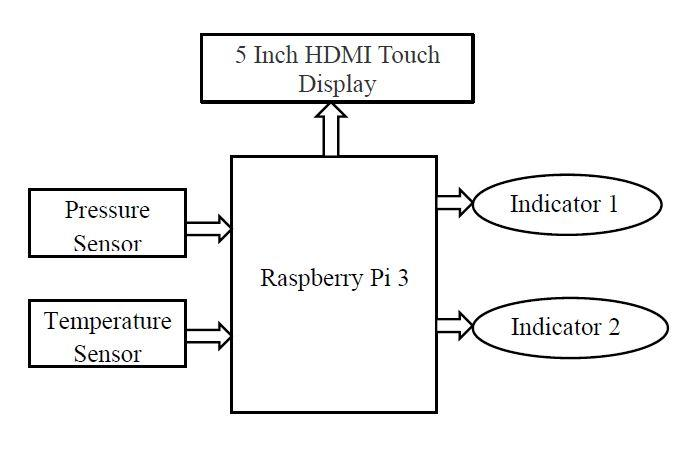 5 Inch HDMI Touch
Display
Pressure
Sensor
Temperature
Sensor
Raspberry Pi 3
Indicator 1
Indicator 2